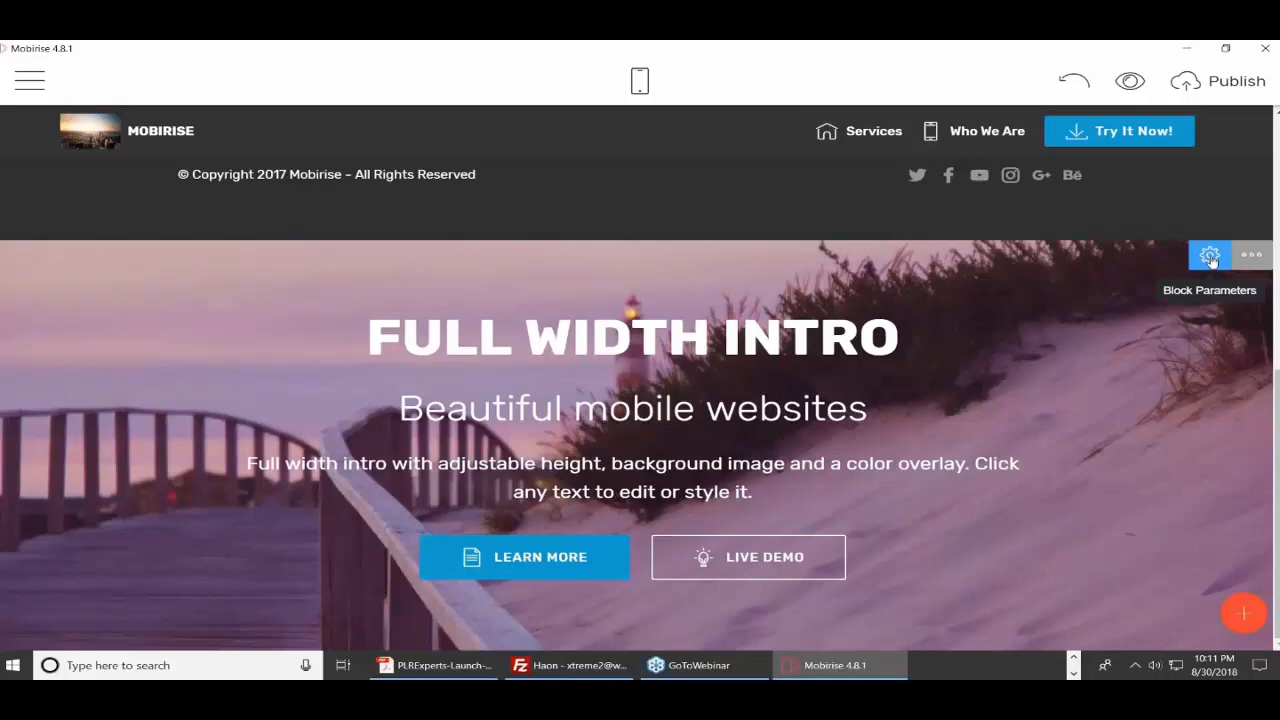 Mobirise 4.8.1
Publish
MOBIRISE
Services
Who We Are
Try It Now!
© Copyright 2017 Mobirise - All Rights Reserved
G+
Bē
Block Parameters
FULL WIDTH INTRO
Beautiful mobile websites
Full width intro with adjustable height, background image and a color overlay. Click
any text to edit or style it.
LEARN MORE
LIVE DEMO
Type here to search
PLRExperts-Launch-...
Haon - xtreme2@w...
GoToWebinar
Mobirise 4.8.1
10:11 PM
8/30/2018